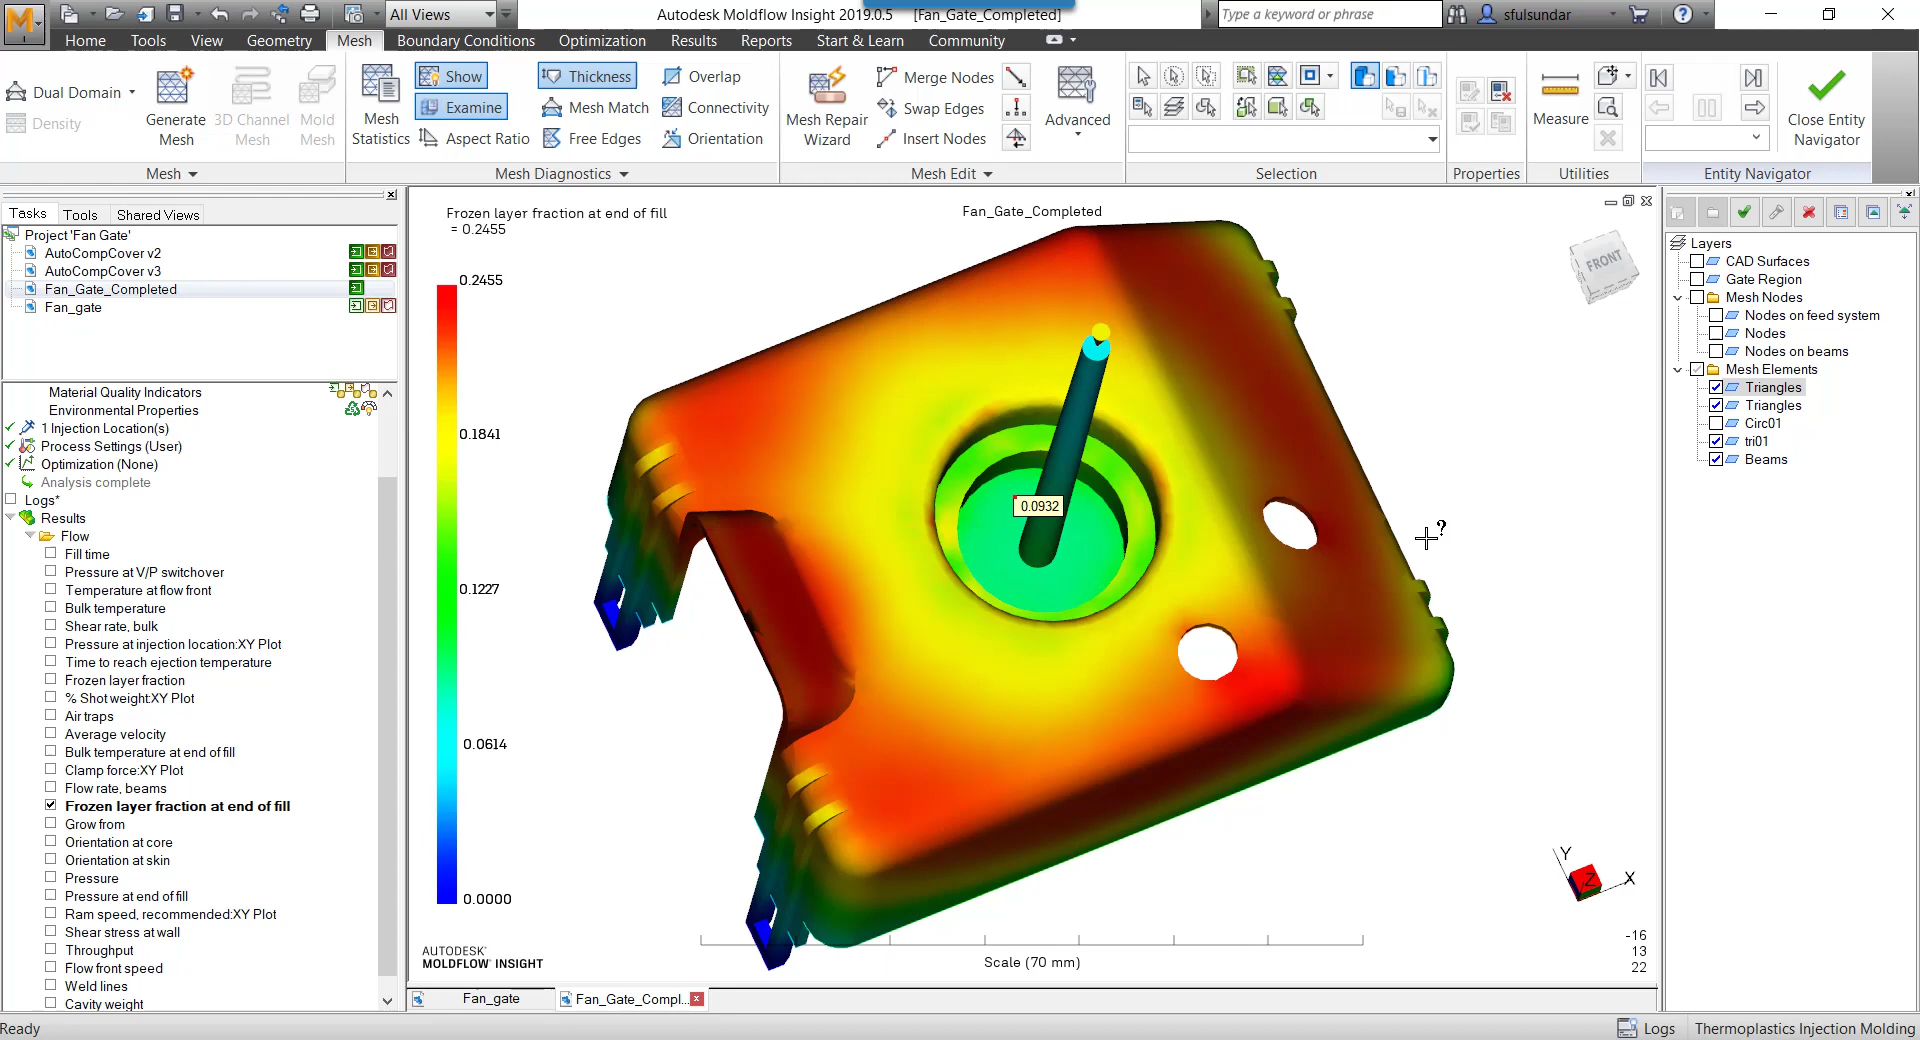 All Views
Autodesk Moldflow Insight 2019.0.5 [Fan_Gate_Completed]
Type a keyword or phrase
sfulsundar
Home Tools View Geometry Mesh Boundary Conditions Optimization Results Reports Start & Learn Community
Dual Domain
Density
Generate Mesh
3D Channel Mesh
Mold Mesh
Mesh
Mesh Statistics
Show
Examine
Aspect Ratio
Thickness
Mesh Match
Free Edges
Overlap
Connectivity
Orientation
Mesh Diagnostics
Mesh Repair Wizard
Merge Nodes
Swap Edges
Insert Nodes
Advanced
Mesh Edit
Selection
Properties
Measure
Utilities
Close Entity Navigator
Entity Navigator
Tasks Tools Shared Views
Project 'Fan Gate'
AutoCompCover v2
AutoCompCover v3
Fan_Gate_Completed
Fan_gate
Material Quality Indicators
Environmental Properties
1 Injection Location(s)
Process Settings (User)
Optimization (None)
Analysis complete
Logs*
Results
Flow
Fill time
Pressure at V/P switchover
Temperature at flow front
Bulk temperature
Shear rate, bulk
Pressure at injection location:XY Plot
Time to reach ejection temperature
Frozen layer fraction
% Shot weight:XY Plot
Air traps
Average velocity
Bulk temperature at end of fill
Clamp force:XY Plot
Flow rate, beams
Frozen layer fraction at end of fill
Grow from
Orientation at core
Orientation at skin
Pressure
Pressure at end of fill
Ram speed, recommended:XY Plot
Shear stress at wall
Throughput
Flow front speed
Weld lines
Cavity weight
Frozen layer fraction at end of fill
= 0.2455
Fan_Gate_Completed
0.2455
0.1841
0.1227
0.0614
0.0000
0.0932
FRONT
?
Y
Z
X
-16
13
22
AUTODESK®
MOLDFLOW® INSIGHT
Scale (70 mm)
Fan_gate
Fan_Gate_Compl...
Layers
CAD Surfaces
Gate Region
Mesh Nodes
Nodes on feed system
Nodes
Nodes on beams
Mesh Elements
Triangles
Triangles
Circ01
tri01
Beams
Ready
Logs
Thermoplastics Injection Molding